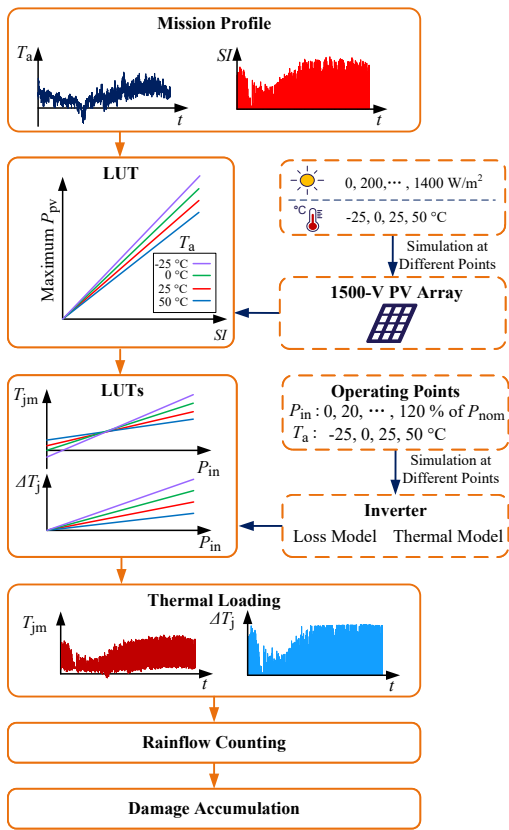 Mission Profile
Ta
t
SI
t
LUT
Maximum Ppv
Ta
-25 °C
0 °C
25 °C
50 °C
SI
0, 200,⋯, 1400 W/m²
°C
-25, 0, 25, 50 °C
Simulation at
Different Points
1500-V PV Array
LUTs
Tjm
Pin
ΔTj
Pin
Operating Points
Pin : 0, 20, ⋯, 120 % of Pnom
Ta : -25, 0, 25, 50 °C
Simulation at
Different Points
Inverter
Loss Model Thermal Model
Thermal Loading
Tjm
t
ΔTj
t
Rainflow Counting
Damage Accumulation